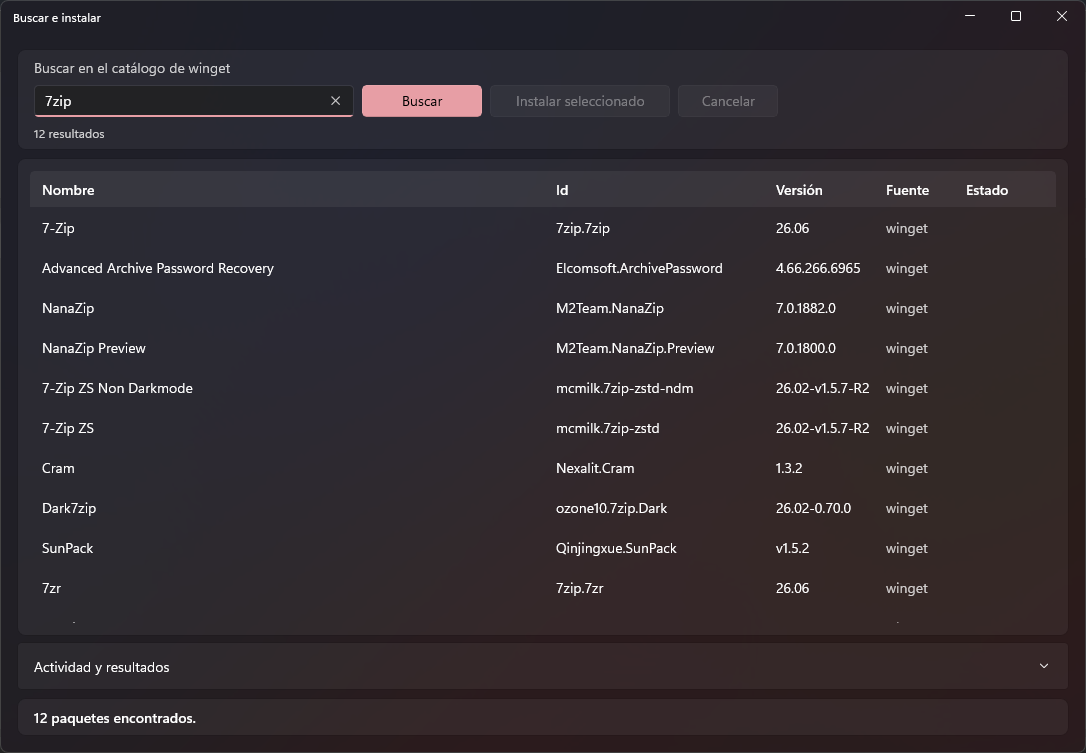 Buscar e instalar
Buscar en el catálogo de winget
7zip Buscar Instalar seleccionado Cancelar
12 resultados
Nombre Id Versión Fuente Estado
7-Zip 7zip.7zip 26.06 winget
Advanced Archive Password Recovery Elcomsoft.ArchivePassword 4.66.266.6965 winget
NanaZip M2Team.NanaZip 7.0.1882.0 winget
NanaZip Preview M2Team.NanaZip.Preview 7.0.1800.0 winget
7-Zip ZS Non Darkmode mcmilk.7zip-zstd-ndm 26.02-v1.5.7-R2 winget
7-Zip ZS mcmilk.7zip-zstd 26.02-v1.5.7-R2 winget
Cram Nexalit.Cram 1.3.2 winget
Dark7zip ozone10.7zip.Dark 26.02-0.70.0 winget
SunPack Qinjingxue.SunPack v1.5.2 winget
7zr 7zip.7zr 26.06 winget
Actividad y resultados
12 paquetes encontrados.